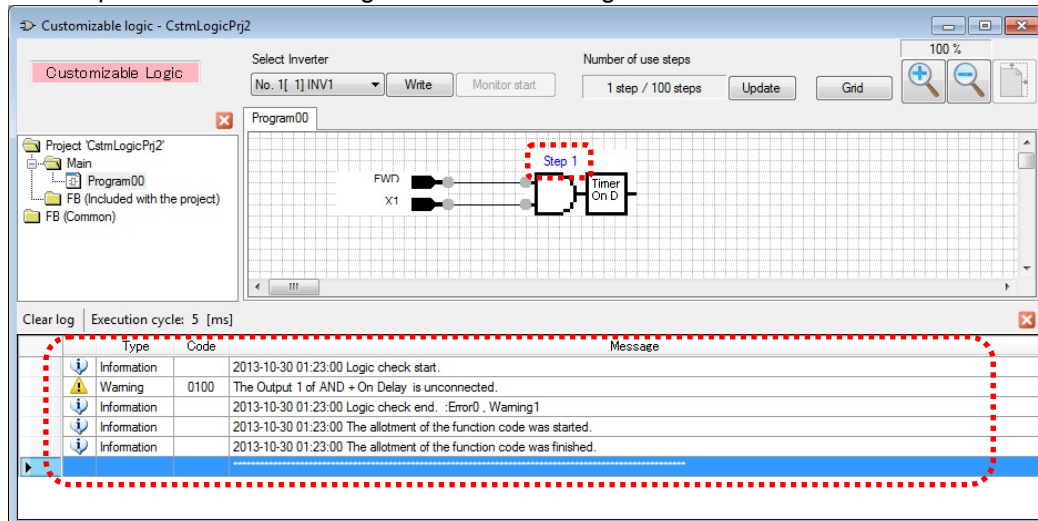 Customizable logic - CstmLogicPrj2
Customizable Logic
Select Inverter
No. 1[ 1] INV1
Write
Monitor start
Number of use steps
1 step / 100 steps
Update
Grid
100 %
Program00
Project 'CstmLogicPrj2'
Main
Program00
FB (Included with the project)
FB (Common)
Step 1
FWD
X1
Timer
On D
Clear log
Execution cycle: 5 [ms]
Type Code Message
Information 2013-10-30 01:23:00 Logic check start.
Warning 0100 The Output 1 of AND + On Delay is unconnected.
Information 2013-10-30 01:23:00 Logic check end. :Error0 , Warning1
Information 2013-10-30 01:23:00 The allotment of the function code was started.
Information 2013-10-30 01:23:00 The allotment of the function code was finished.